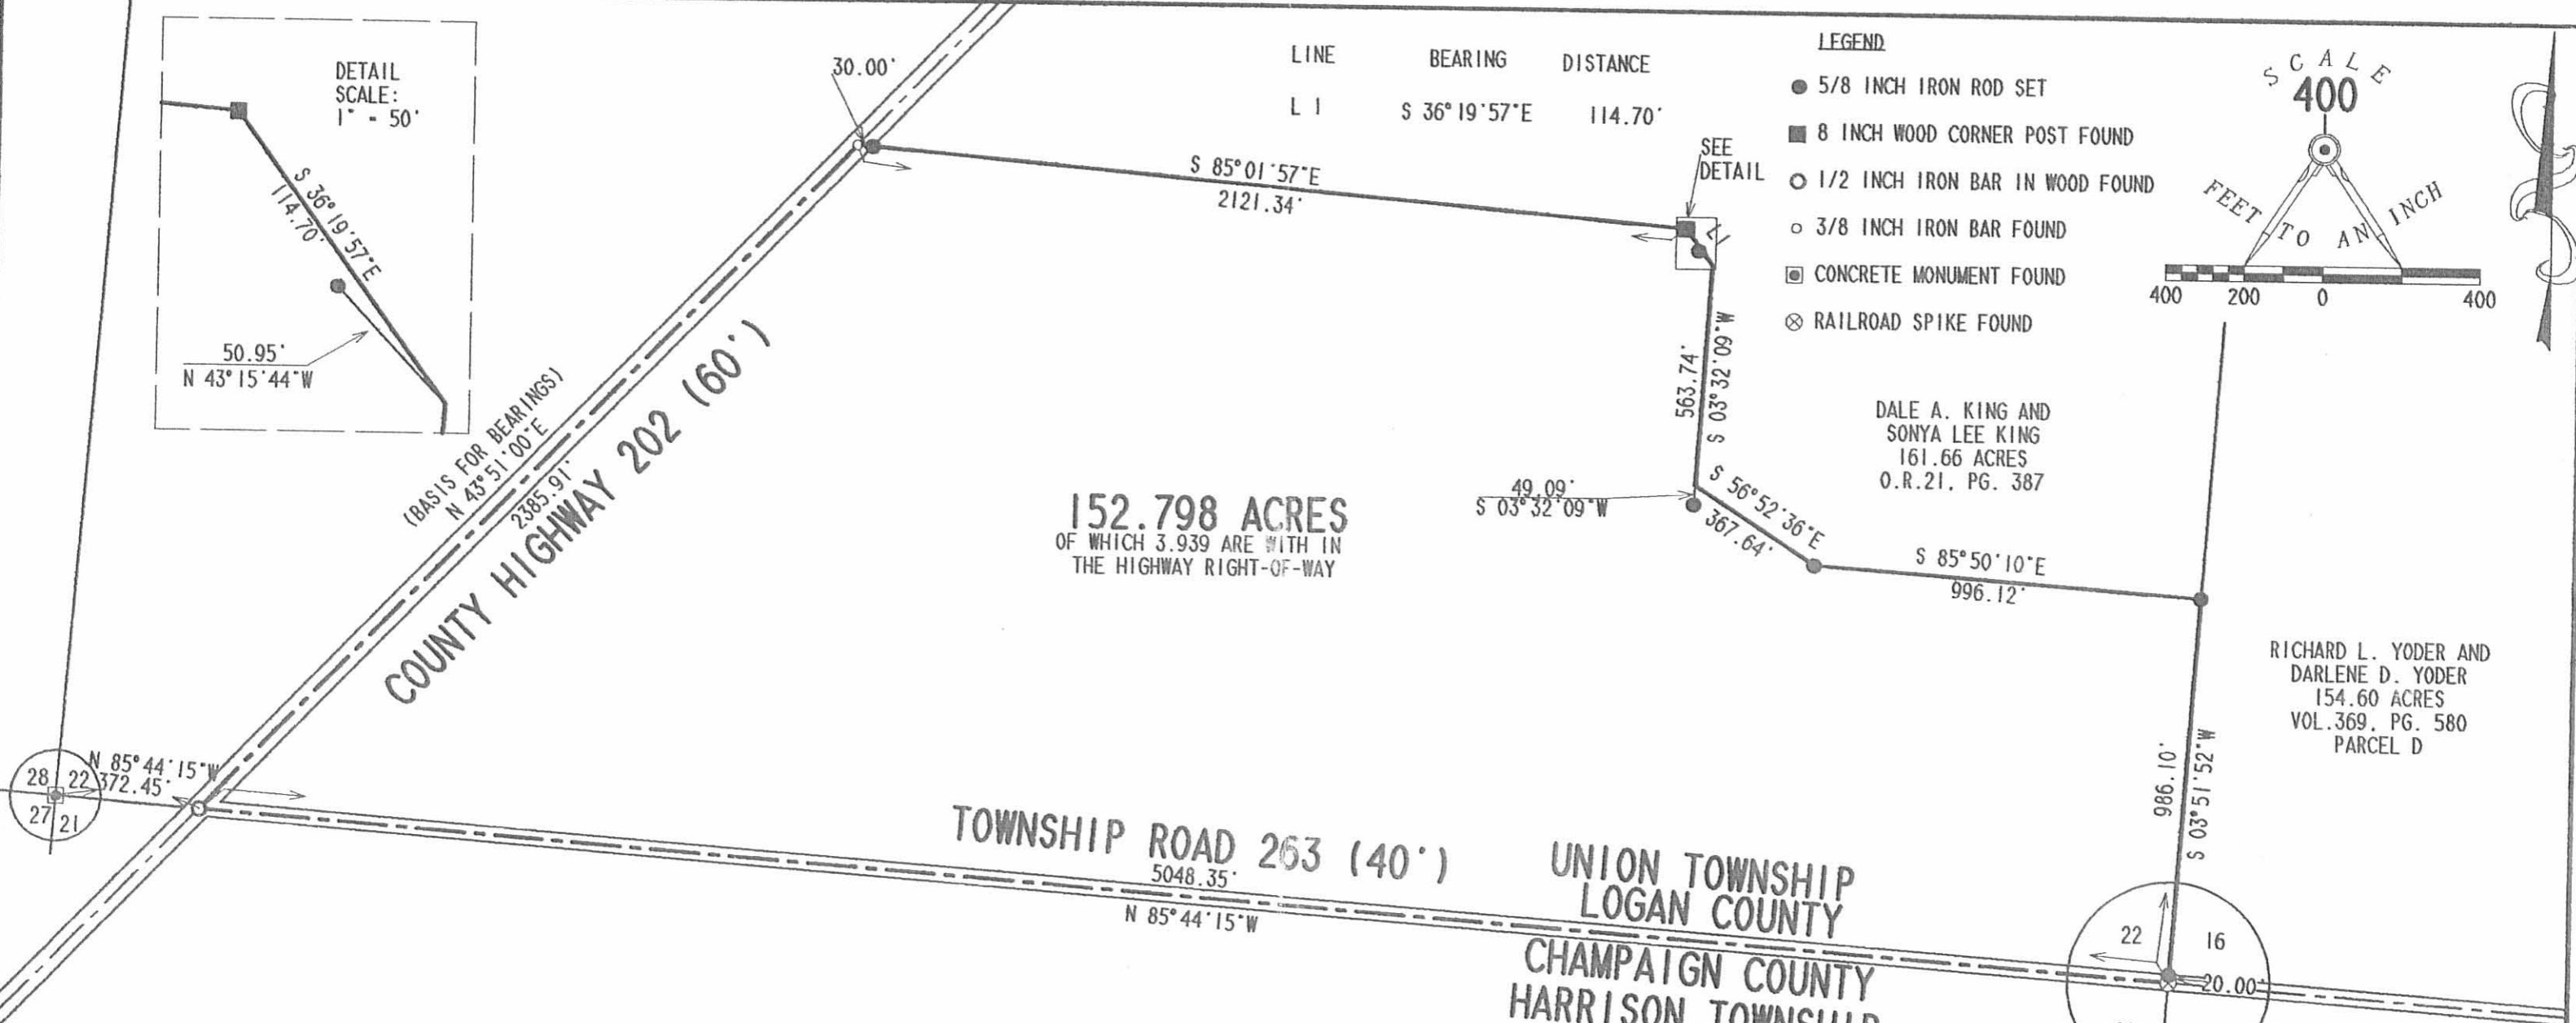 DETAIL
SCALE:
1" = 50'
S 36°19'57"E
114.70'
50.95'
N 43°15'44"W
30.00'
LINE BEARING DISTANCE
L 1 S 36°19'57"E 114.70'
LEGEND
5/8 INCH IRON ROD SET
8 INCH WOOD CORNER POST FOUND
1/2 INCH IRON BAR IN WOOD FOUND
3/8 INCH IRON BAR FOUND
CONCRETE MONUMENT FOUND
RAILROAD SPIKE FOUND
SCALE
400
FEET TO AN INCH
400 200 0 400
S 85°01'57"E
2121.34'
SEE
DETAIL
L1
563.74'
S 03°32'09"W
(BASIS FOR BEARINGS)
N 43°51'00"E
2385.91'
COUNTY HIGHWAY 202 (60')
152.798 ACRES
OF WHICH 3.939 ARE WITH IN
THE HIGHWAY RIGHT-OF-WAY
49.09'
S 03°32'09"W
S 56°52'36"E
367.64'
DALE A. KING AND
SONYA LEE KING
161.66 ACRES
O.R.21, PG. 387
S 85°50'10"E
996.12'
RICHARD L. YODER AND
DARLENE D. YODER
154.60 ACRES
VOL.369, PG. 580
PARCEL D
986.10'
S 03°51'52"W
28 22
27 21
N 85°44'15"W
372.45'
TOWNSHIP ROAD 263 (40')
5048.35'
N 85°44'15"W
UNION TOWNSHIP
LOGAN COUNTY
CHAMPAIGN COUNTY
HARRISON TOWNSHIP
22 16
20.00'